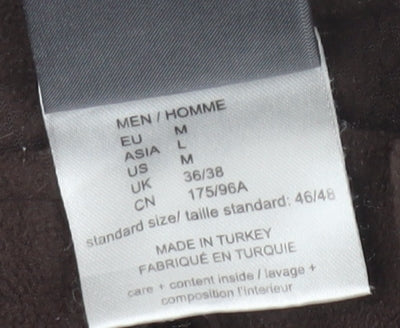 MEN / HOMME
EU M
ASIA L
US M
UK 36/38
CN 175/96A
standard size/ taille standard: 46/48
MADE IN TURKEY
FABRIQUÉ EN TURQUIE
care + content inside / lavage +
composition l'interieur